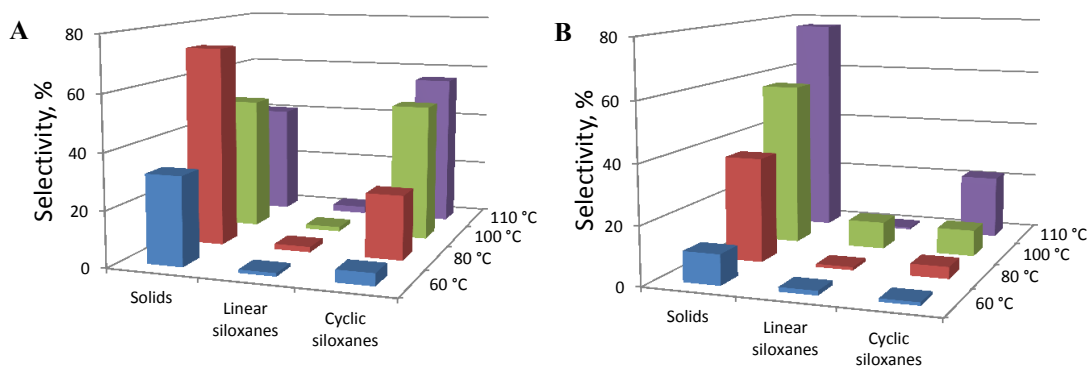 A
Selectivity, %
80
60
40
20
0
Solids
Linear
siloxanes
Cyclic
siloxanes
60 °C
80 °C
100 °C
110 °C
B
Selectivity, %
80
60
40
20
0
Solids
Linear
siloxanes
Cyclic
siloxanes
60 °C
80 °C
100 °C
110 °C